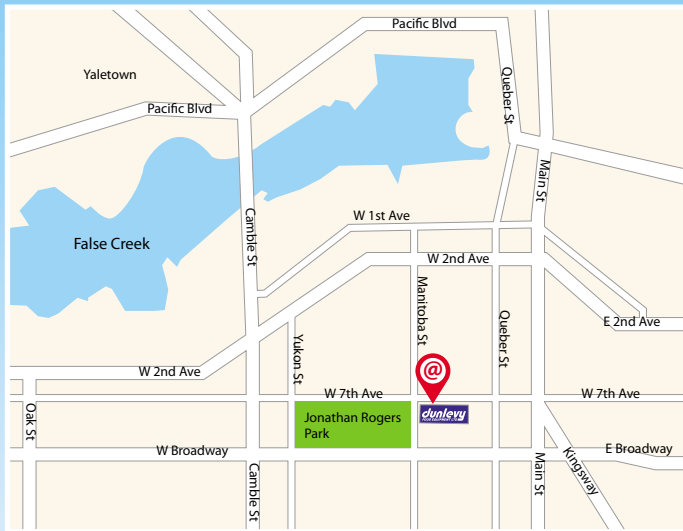 Pacific Blvd
Yaletown
Queber St
Pacific Blvd
Main St
W 1st Ave
Camble St
False Creek
W 2nd Ave
Manitoba St
Queber St
E 2nd Ave
Yukon St
W 2nd Ave
@
W 7th Ave
W 7th Ave
Oak St
Jonathan Rogers
Park
dunlevy
W Broadway
E Broadway
Camble St
Main St
Kingsway